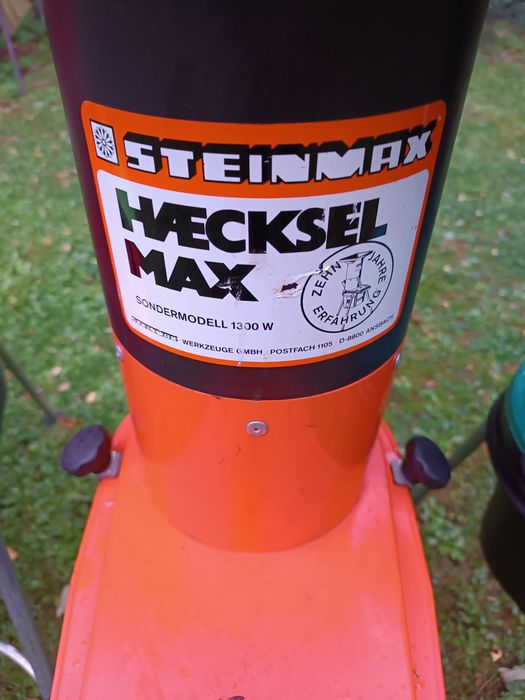 STEINMAX
HÆCKSEL
MAX
SONDERMODELL 1300 W
ZEHN JAHRE
ERFAHRUNG
WERKZEUGE GMBH POSTFACH 1105 · D-8800 ANSBACH